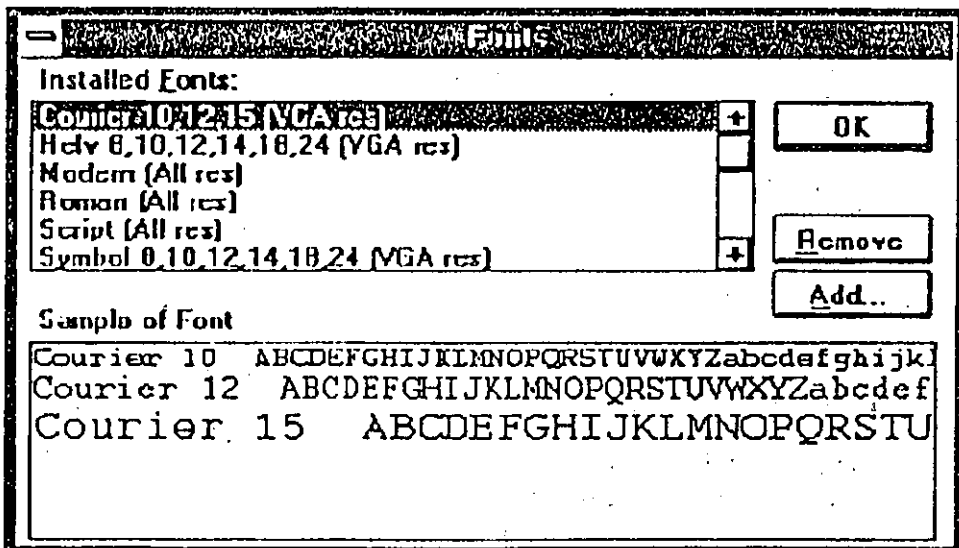 Fonts
Installed Fonts:
Courier 10,12,15 (VGA res)
Helv 8,10,12,14,18,24 (VGA res)
Modern (All res)
Roman (All res)
Script (All res)
Symbol 8,10,12,14,18,24 (VGA res)
OK
Remove
Add...
Sample of Font
Courier 10 ABCDEFGHIJKLMNOPQRSTUVWXYZabcdefghijkl
Courier 12 ABCDEFGHIJKLMNOPQRSTUVWXYZabcdef
Courier 15 ABCDEFGHIJKLMNOPQRSTU